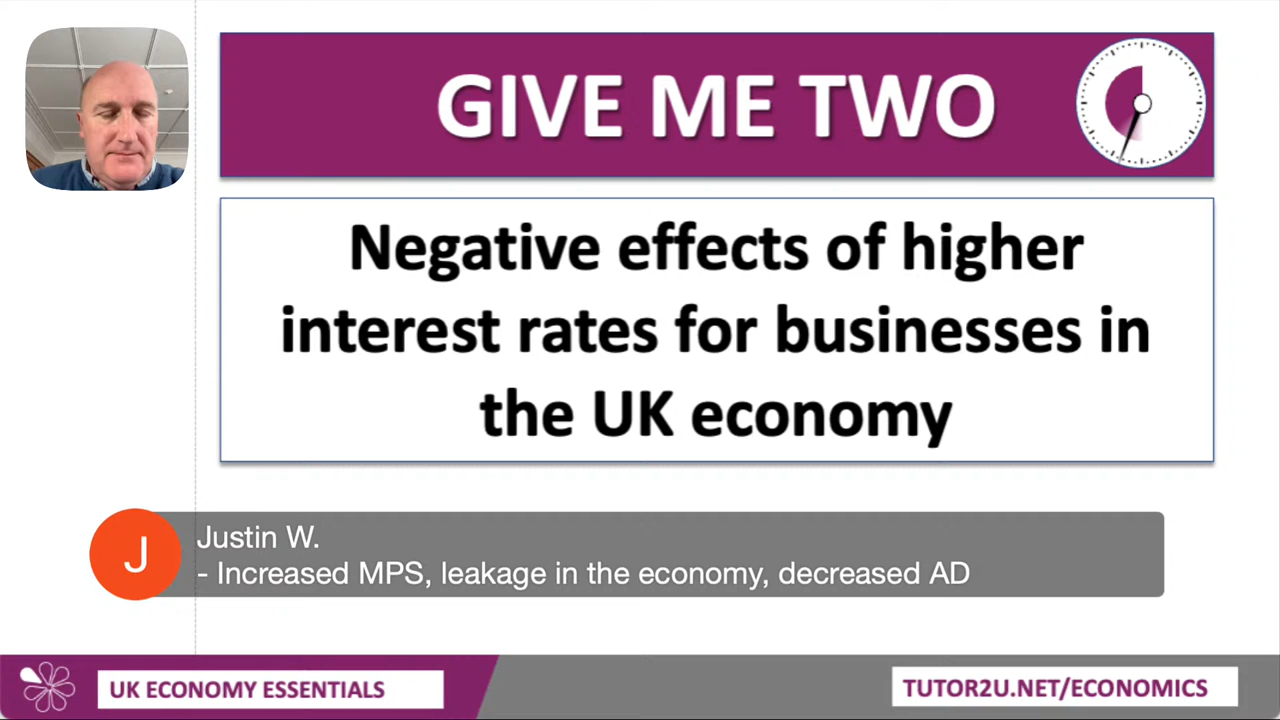 GIVE ME TWO
Negative effects of higher
interest rates for businesses in
the UK economy
J
Justin W.
- Increased MPS, leakage in the economy, decreased AD
UK ECONOMY ESSENTIALS
TUTOR2U.NET/ECONOMICS